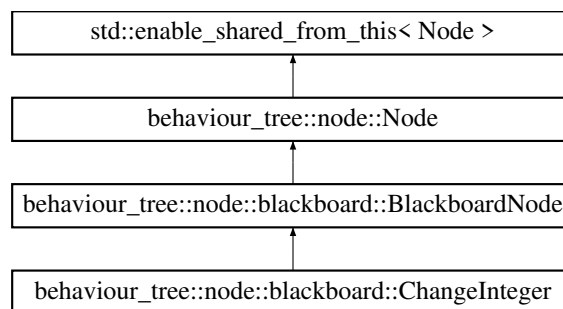 std::enable_shared_from_this< Node >
behaviour_tree::node::Node
behaviour_tree::node::blackboard::BlackboardNode
behaviour_tree::node::blackboard::ChangeInteger